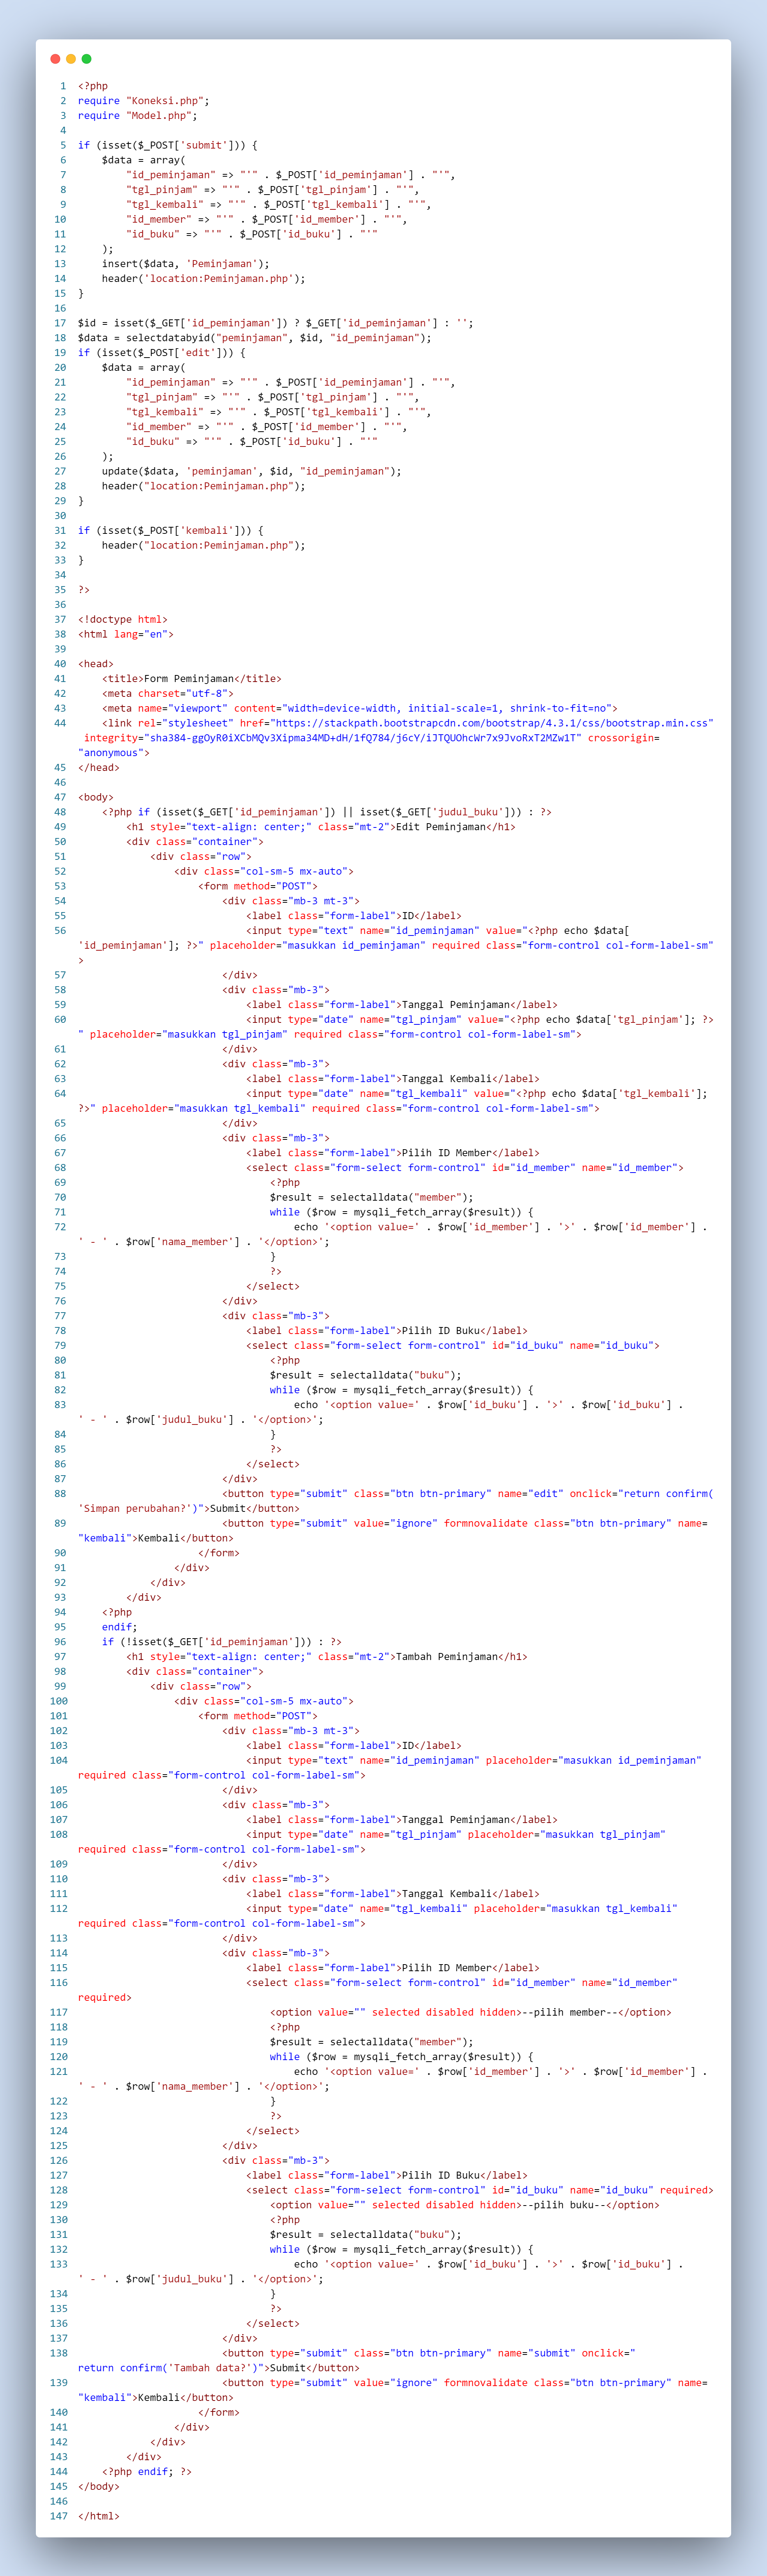 1 <?php
2 require "Koneksi.php";
3 require "Model.php";
4
5 if (isset($_POST['submit'])) {
6     $data = array(
7         "id_peminjaman" => "'" . $_POST['id_peminjaman'] . "'",
8         "tgl_pinjam" => "'" . $_POST['tgl_pinjam'] . "'",
9         "tgl_kembali" => "'" . $_POST['tgl_kembali'] . "'",
10         "id_member" => "'" . $_POST['id_member'] . "'",
11         "id_buku" => "'" . $_POST['id_buku'] . "'"
12     );
13     insert($data, 'Peminjaman');
14     header('location:Peminjaman.php');
15 }
16
17 $id = isset($_GET['id_peminjaman']) ? $_GET['id_peminjaman'] : '';
18 $data = selectdatabyid("peminjaman", $id, "id_peminjaman");
19 if (isset($_POST['edit'])) {
20     $data = array(
21         "id_peminjaman" => "'" . $_POST['id_peminjaman'] . "'",
22         "tgl_pinjam" => "'" . $_POST['tgl_pinjam'] . "'",
23         "tgl_kembali" => "'" . $_POST['tgl_kembali'] . "'",
24         "id_member" => "'" . $_POST['id_member'] . "'",
25         "id_buku" => "'" . $_POST['id_buku'] . "'"
26     );
27     update($data, 'peminjaman', $id, "id_peminjaman");
28     header("location:Peminjaman.php");
29 }
30
31 if (isset($_POST['kembali'])) {
32     header("location:Peminjaman.php");
33 }
34
35 ?>
36
37 <!doctype html>
38 <html lang="en">
39
40 <head>
41     <title>Form Peminjaman</title>
42     <meta charset="utf-8">
43     <meta name="viewport" content="width=device-width, initial-scale=1, shrink-to-fit=no">
44     <link rel="stylesheet" href="https://stackpath.bootstrapcdn.com/bootstrap/4.3.1/css/bootstrap.min.css"
integrity="sha384-ggOyR0iXCbMQv3Xipma34MD+dH/1fQ784/j6cY/iJTQUOhcWr7x9JvoRxT2MZw1T" crossorigin=
"anonymous">
45 </head>
46
47 <body>
48     <?php if (isset($_GET['id_peminjaman']) || isset($_GET['judul_buku'])) : ?>
49         <h1 style="text-align: center;" class="mt-2">Edit Peminjaman</h1>
50         <div class="container">
51             <div class="row">
52                 <div class="col-sm-5 mx-auto">
53                     <form method="POST">
54                         <div class="mb-3 mt-3">
55                             <label class="form-label">ID</label>
56                             <input type="text" name="id_peminjaman" value="<?php echo $data[
'id_peminjaman']; ?>" placeholder="masukkan id_peminjaman" required class="form-control col-form-label-sm"
>
57                         </div>
58                         <div class="mb-3">
59                             <label class="form-label">Tanggal Peminjaman</label>
60                             <input type="date" name="tgl_pinjam" value="<?php echo $data['tgl_pinjam']; ?>
" placeholder="masukkan tgl_pinjam" required class="form-control col-form-label-sm">
61                         </div>
62                         <div class="mb-3">
63                             <label class="form-label">Tanggal Kembali</label>
64                             <input type="date" name="tgl_kembali" value="<?php echo $data['tgl_kembali'];
?>" placeholder="masukkan tgl_kembali" required class="form-control col-form-label-sm">
65                         </div>
66                         <div class="mb-3">
67                             <label class="form-label">Pilih ID Member</label>
68                             <select class="form-select form-control" id="id_member" name="id_member">
69                                 <?php
70                                 $result = selectalldata("member");
71                                 while ($row = mysqli_fetch_array($result)) {
72                                     echo '<option value=' . $row['id_member'] . '>' . $row['id_member'] .
' - ' . $row['nama_member'] . '</option>';
73                                 }
74                                 ?>
75                             </select>
76                         </div>
77                         <div class="mb-3">
78                             <label class="form-label">Pilih ID Buku</label>
79                             <select class="form-select form-control" id="id_buku" name="id_buku">
80                                 <?php
81                                 $result = selectalldata("buku");
82                                 while ($row = mysqli_fetch_array($result)) {
83                                     echo '<option value=' . $row['id_buku'] . '>' . $row['id_buku'] .
' - ' . $row['judul_buku'] . '</option>';
84                                 }
85                                 ?>
86                             </select>
87                         </div>
88                         <button type="submit" class="btn btn-primary" name="edit" onclick="return confirm(
'Simpan perubahan?')">Submit</button>
89                         <button type="submit" value="ignore" formnovalidate class="btn btn-primary" name=
"kembali">Kembali</button>
90                     </form>
91                 </div>
92             </div>
93         </div>
94     <?php
95     endif;
96     if (!isset($_GET['id_peminjaman'])) : ?>
97         <h1 style="text-align: center;" class="mt-2">Tambah Peminjaman</h1>
98         <div class="container">
99             <div class="row">
100                 <div class="col-sm-5 mx-auto">
101                     <form method="POST">
102                         <div class="mb-3 mt-3">
103                             <label class="form-label">ID</label>
104                             <input type="text" name="id_peminjaman" placeholder="masukkan id_peminjaman"
required class="form-control col-form-label-sm">
105                         </div>
106                         <div class="mb-3">
107                             <label class="form-label">Tanggal Peminjaman</label>
108                             <input type="date" name="tgl_pinjam" placeholder="masukkan tgl_pinjam"
required class="form-control col-form-label-sm">
109                         </div>
110                         <div class="mb-3">
111                             <label class="form-label">Tanggal Kembali</label>
112                             <input type="date" name="tgl_kembali" placeholder="masukkan tgl_kembali"
required class="form-control col-form-label-sm">
113                         </div>
114                         <div class="mb-3">
115                             <label class="form-label">Pilih ID Member</label>
116                             <select class="form-select form-control" id="id_member" name="id_member"
required>
117                                 <option value="" selected disabled hidden>--pilih member--</option>
118                                 <?php
119                                 $result = selectalldata("member");
120                                 while ($row = mysqli_fetch_array($result)) {
121                                     echo '<option value=' . $row['id_member'] . '>' . $row['id_member'] .
' - ' . $row['nama_member'] . '</option>';
122                                 }
123                                 ?>
124                             </select>
125                         </div>
126                         <div class="mb-3">
127                             <label class="form-label">Pilih ID Buku</label>
128                             <select class="form-select form-control" id="id_buku" name="id_buku" required>
129                                 <option value="" selected disabled hidden>--pilih buku--</option>
130                                 <?php
131                                 $result = selectalldata("buku");
132                                 while ($row = mysqli_fetch_array($result)) {
133                                     echo '<option value=' . $row['id_buku'] . '>' . $row['id_buku'] .
' - ' . $row['judul_buku'] . '</option>';
134                                 }
135                                 ?>
136                             </select>
137                         </div>
138                         <button type="submit" class="btn btn-primary" name="submit" onclick="
return confirm('Tambah data?')">Submit</button>
139                         <button type="submit" value="ignore" formnovalidate class="btn btn-primary" name=
"kembali">Kembali</button>
140                     </form>
141                 </div>
142             </div>
143         </div>
144     <?php endif; ?>
145 </body>
146
147 </html>